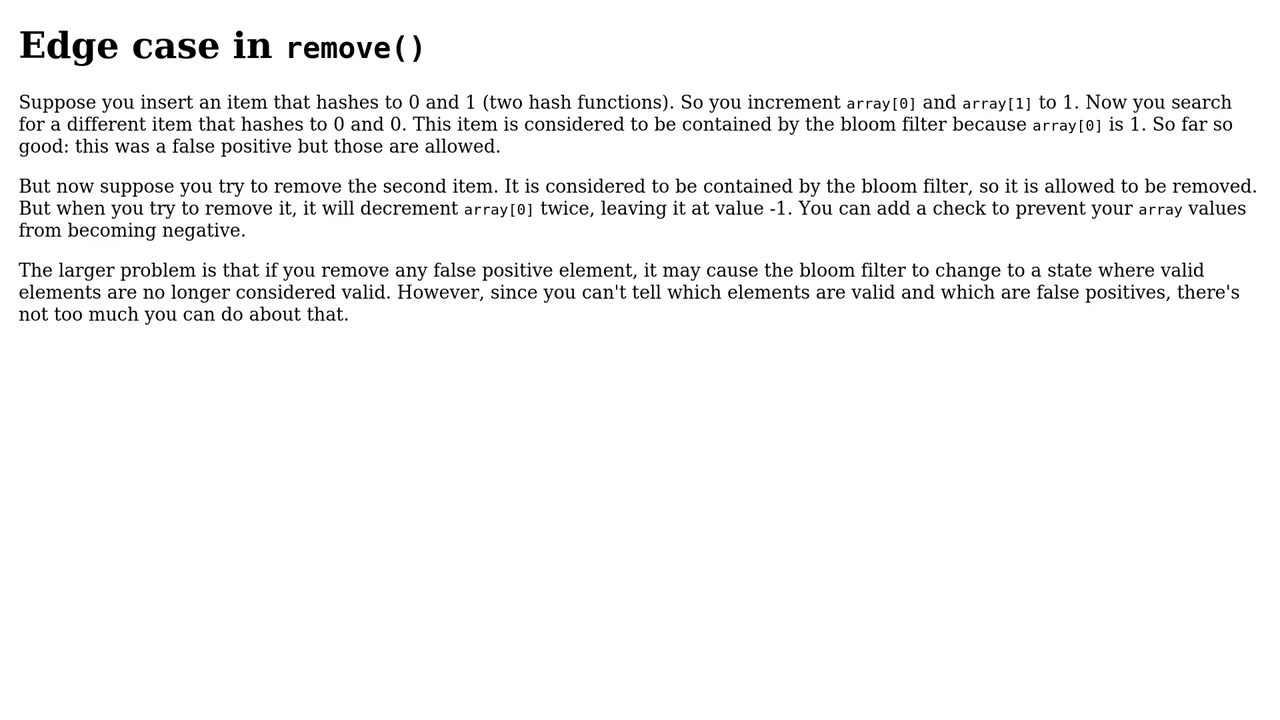 Edge case in remove()
Suppose you insert an item that hashes to 0 and 1 (two hash functions). So you increment array[0] and array[1] to 1. Now you search
for a different item that hashes to 0 and 0. This item is considered to be contained by the bloom filter because array[0] is 1. So far so
good: this was a false positive but those are allowed.
But now suppose you try to remove the second item. It is considered to be contained by the bloom filter, so it is allowed to be removed.
But when you try to remove it, it will decrement array[0] twice, leaving it at value -1. You can add a check to prevent your array values
from becoming negative.
The larger problem is that if you remove any false positive element, it may cause the bloom filter to change to a state where valid
elements are no longer considered valid. However, since you can't tell which elements are valid and which are false positives, there's
not too much you can do about that.